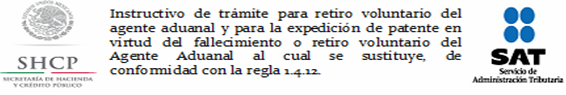 Instructivo de trámite para retiro voluntario del
agente aduanal y para la expedición de patente en
virtud del fallecimiento o retiro voluntario del
Agente Aduanal al cual se sustituye, de
conformidad con la regla 1.4.12.
SHCP
SECRETARÍA DE HACIENDA
Y CRÉDITO PÚBLICO
SAT
Servicio de
Administración Tributaria